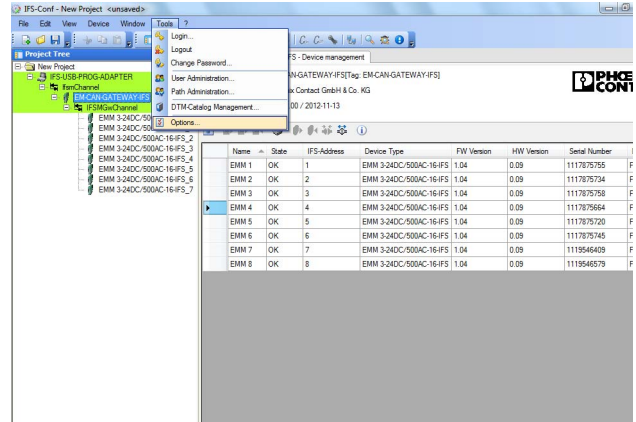 IFS-Conf - New Project <unsaved>
File Edit View Device Window Tools ?
Project Tree
New Project
IFS-USB-PROG-ADAPTER
IfsmChannel
EM-CAN-GATEWAY-IFS
IFSMGwChannel
EMM 3-24DC/50
EMM 3-24DC/500AC-16-IFS_2
EMM 3-24DC/500AC-16-IFS_3
EMM 3-24DC/500AC-16-IFS_4
EMM 3-24DC/500AC-16-IFS_5
EMM 3-24DC/500AC-16-IFS_6
EMM 3-24DC/500AC-16-IFS_7
Login...
Logout
Change Password...
User Administration...
Path Administration...
DTM-Catalog Management...
Options...
FS - Device management
N-GATEWAY-IFS[Tag: EM-CAN-GATEWAY-IFS]
x Contact GmbH & Co. KG
00 / 2012-11-13
PHOE
CONT
Name State IFS-Address Device Type FW Version HW Version Serial Number
EMM 1 OK 1 EMM 3-24DC/500AC-16-IFS 1.04 0.09 1117875755 F
EMM 2 OK 2 EMM 3-24DC/500AC-16-IFS 1.04 0.09 1117875734 F
EMM 3 OK 3 EMM 3-24DC/500AC-16-IFS 1.04 0.09 1117875758 F
EMM 4 OK 4 EMM 3-24DC/500AC-16-IFS 1.04 0.09 1117875664 F
EMM 5 OK 5 EMM 3-24DC/500AC-16-IFS 1.04 0.09 1117875720 F
EMM 6 OK 6 EMM 3-24DC/500AC-16-IFS 1.04 0.09 1117875745 F
EMM 7 OK 7 EMM 3-24DC/500AC-16-IFS 1.04 0.09 1119546409 F
EMM 8 OK 8 EMM 3-24DC/500AC-16-IFS 1.04 0.09 1119546579 F